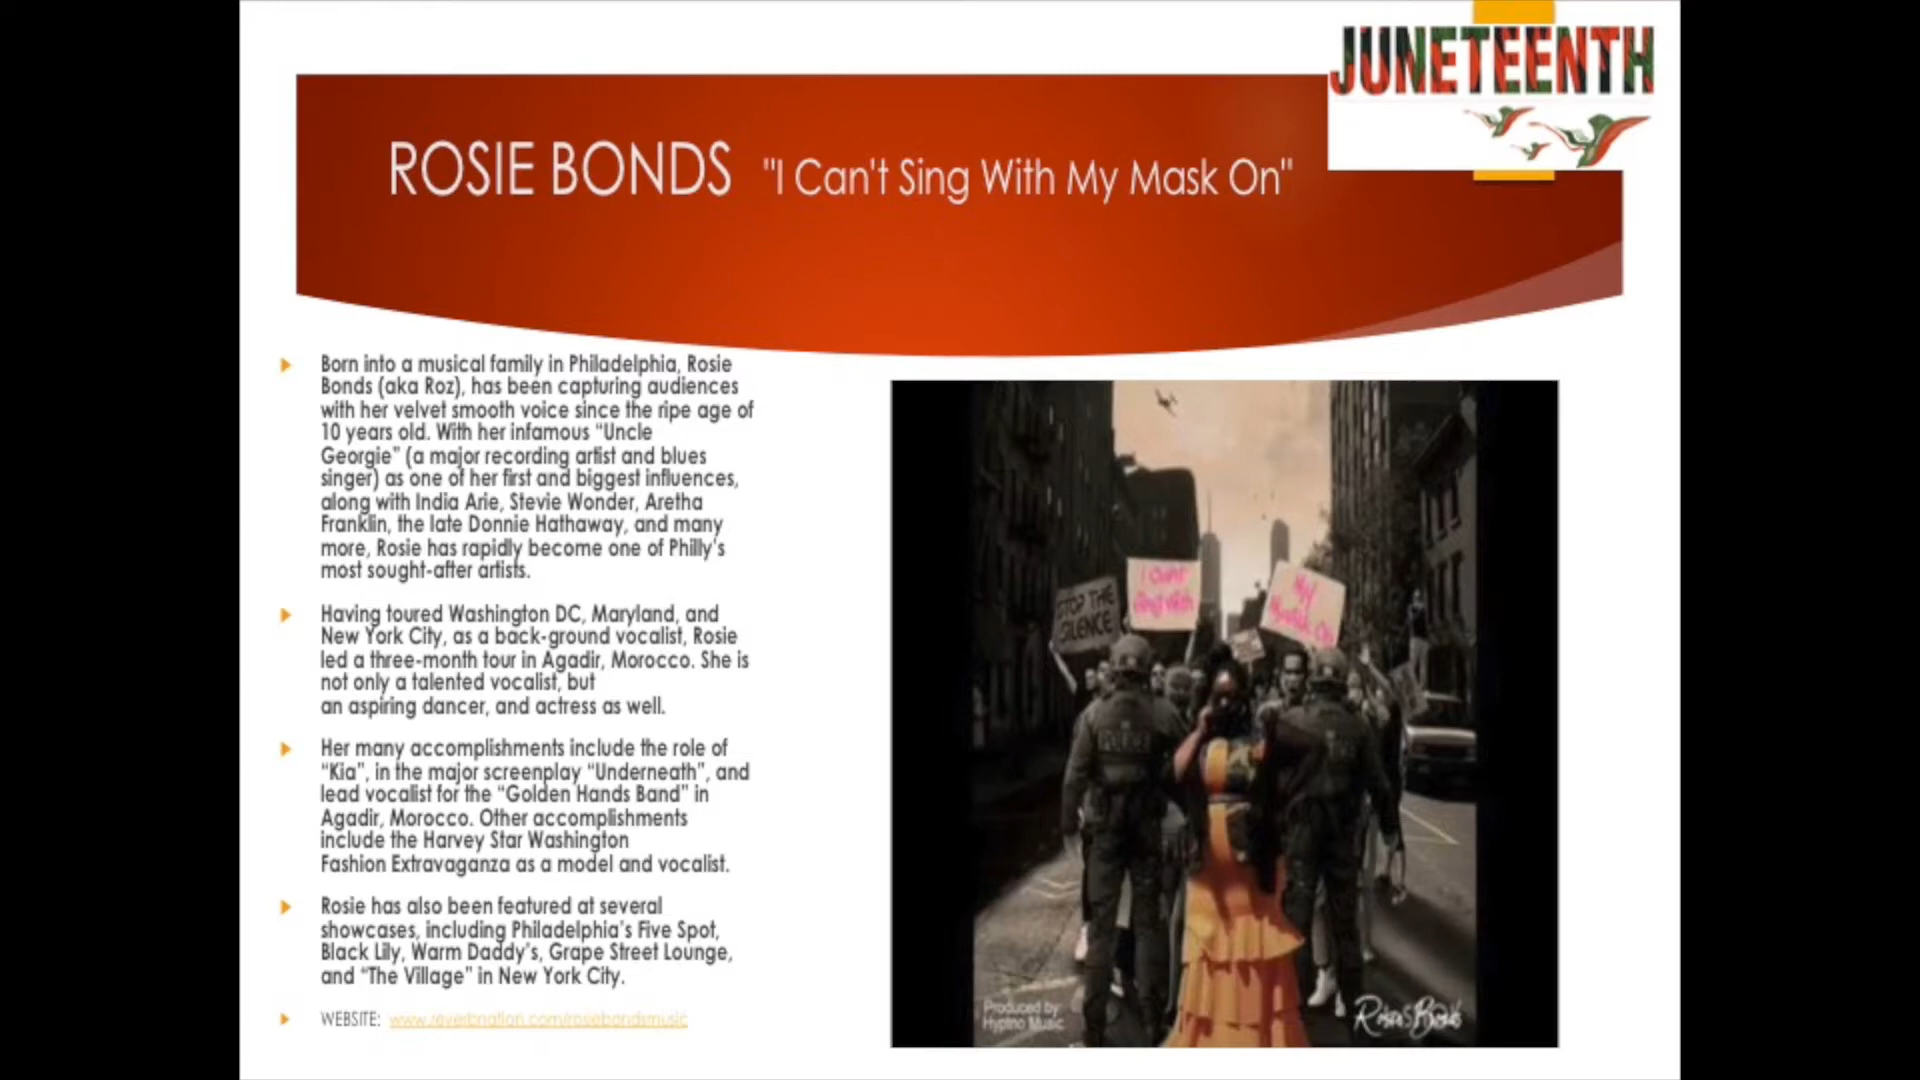 JUNETEENTH
ROSIE BONDS "I Can't Sing With My Mask On"
Born into a musical family in Philadelphia, Rosie
Bonds (aka Roz), has been capturing audiences
with her velvet smooth voice since the ripe age of
10 years old. With her infamous “Uncle
Georgie” (a major recording artist and blues
singer) as one of her first and biggest influences,
along with India Arie, Stevie Wonder, Aretha
Franklin, the late Donnie Hathaway, and many
more, Rosie has rapidly become one of Philly’s
most sought-after artists.
Having toured Washington DC, Maryland, and
New York City, as a back-ground vocalist, Rosie
led a three-month tour in Agadir, Morocco. She is
not only a talented vocalist, but
an aspiring dancer, and actress as well.
Her many accomplishments include the role of
“Kia”, in the major screenplay “Underneath”, and
lead vocalist for the “Golden Hands Band” in
Agadir, Morocco. Other accomplishments
include the Harvey Star Washington
Fashion Extravaganza as a model and vocalist.
Rosie has also been featured at several
showcases, including Philadelphia’s Five Spot,
Black Lily, Warm Daddy’s, Grape Street Lounge,
and “The Village” in New York City.
WEBSITE: www.reverbnation.com/rosiebondsmusic
STOP THE
SILENCE
I Can't
Sing With
My
Mask On
POLICE
Produced by:
Hyptno Music
Rosie Bonds